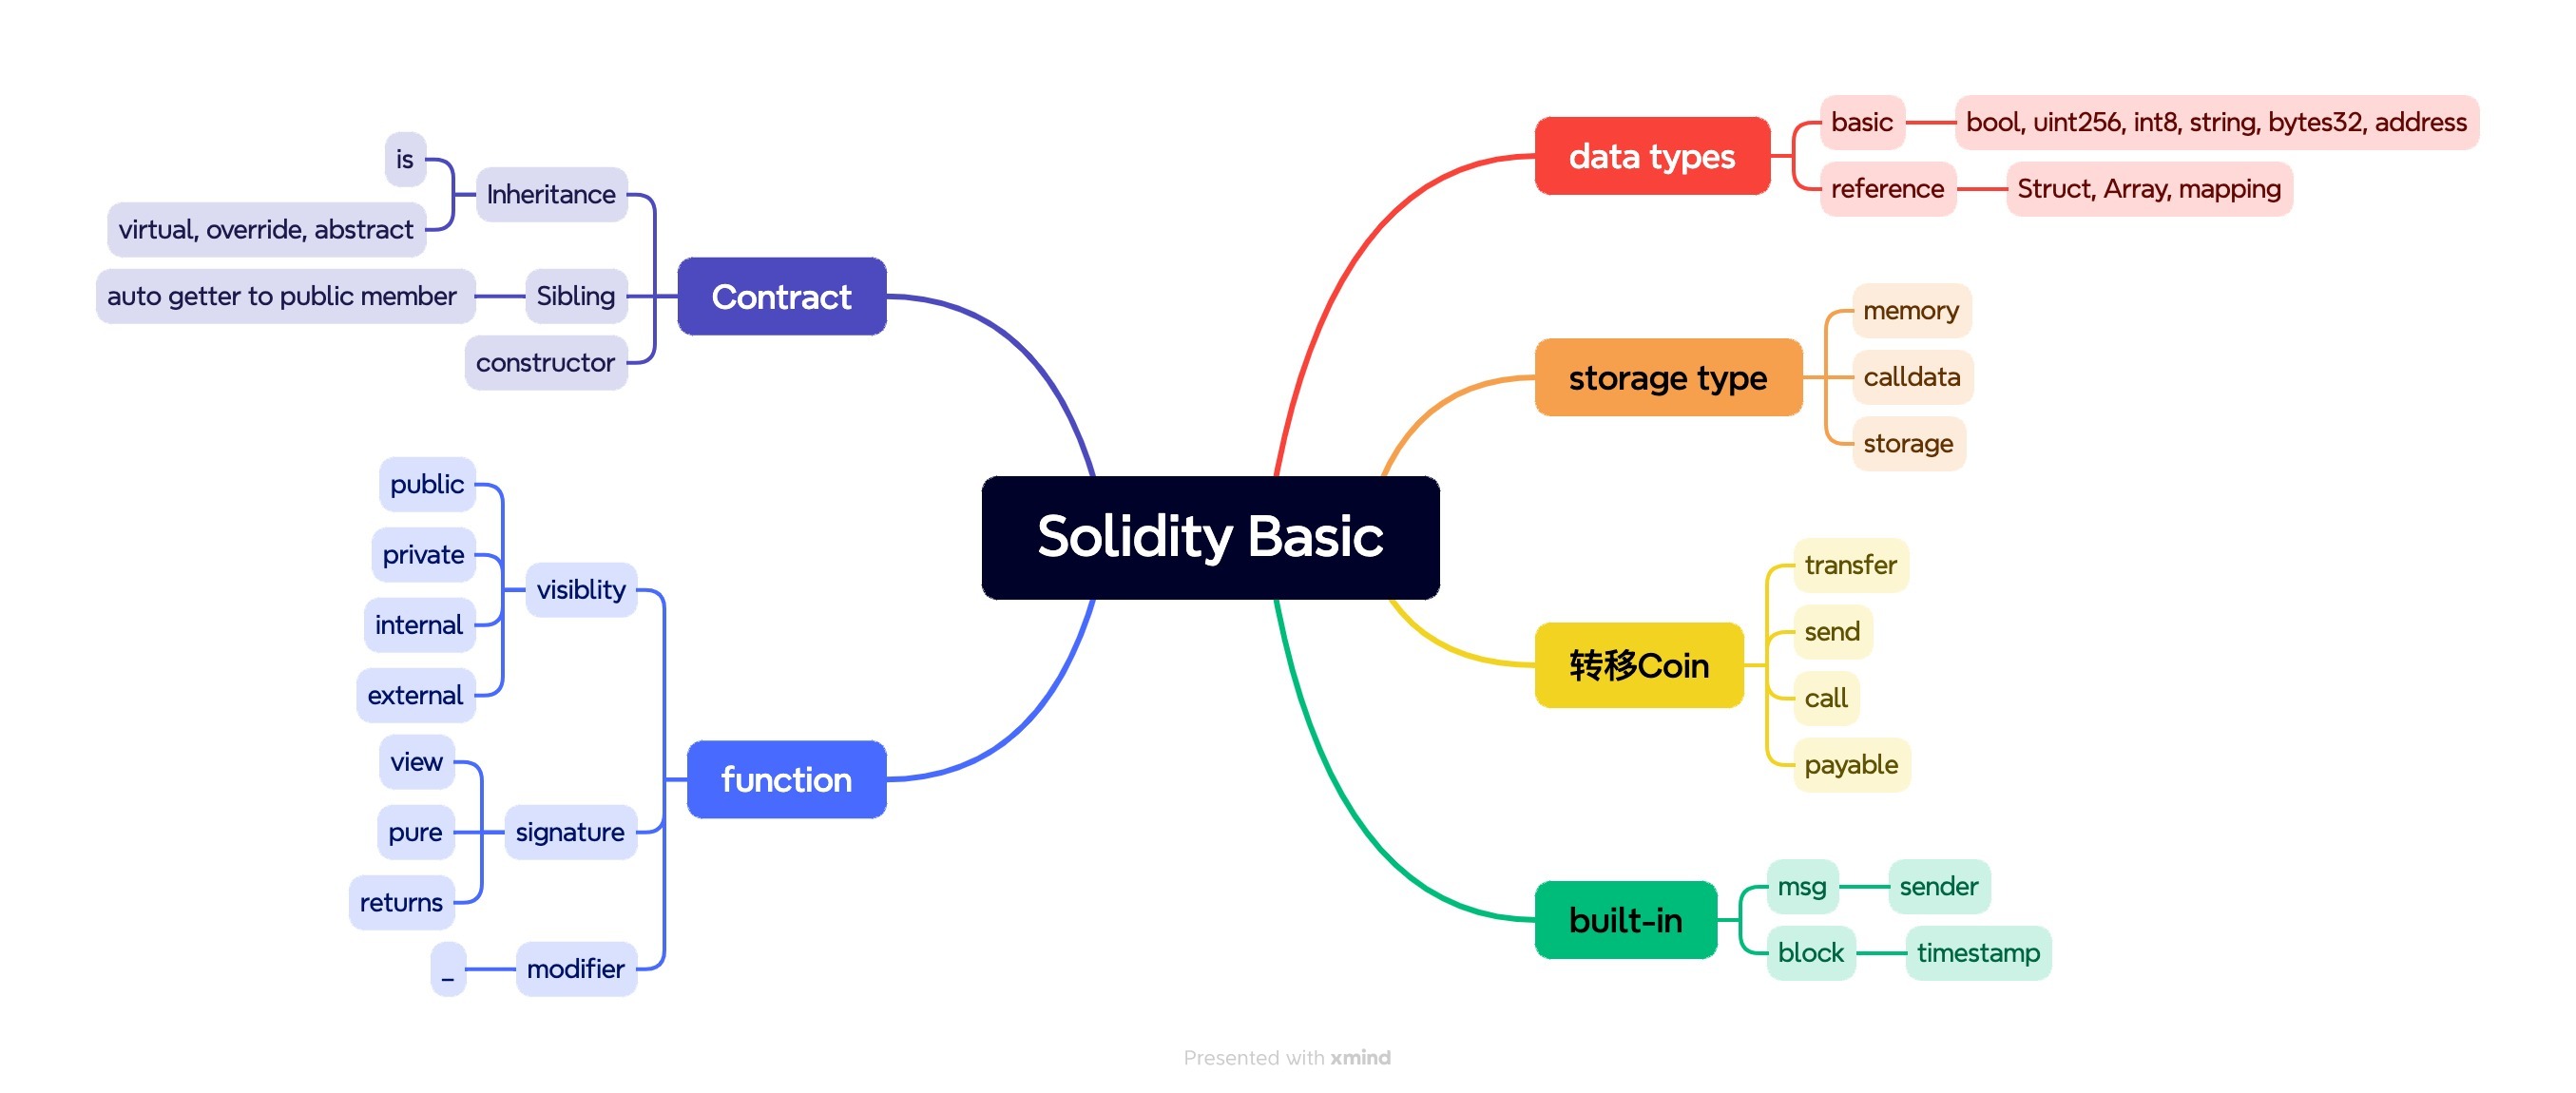 Solidity Basic
data types
basic
bool, uint256, int8, string, bytes32, address
reference
Struct, Array, mapping
storage type
memory
calldata
storage
转移Coin
transfer
send
call
payable
built-in
msg
sender
block
timestamp
Contract
Inheritance
is
virtual, override, abstract
Sibling
auto getter to public member
constructor
function
visiblity
public
private
internal
external
signature
view
pure
returns
modifier
_
Presented with xmind